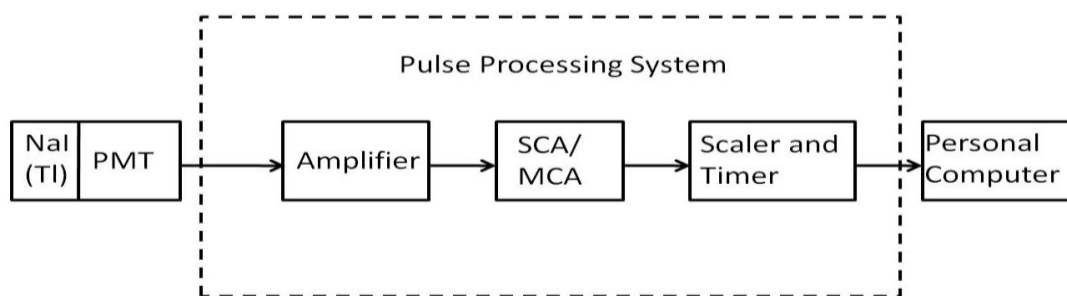 Pulse Processing System
NaI
(Tl)
PMT
Amplifier
SCA/
MCA
Scaler and
Timer
Personal
Computer